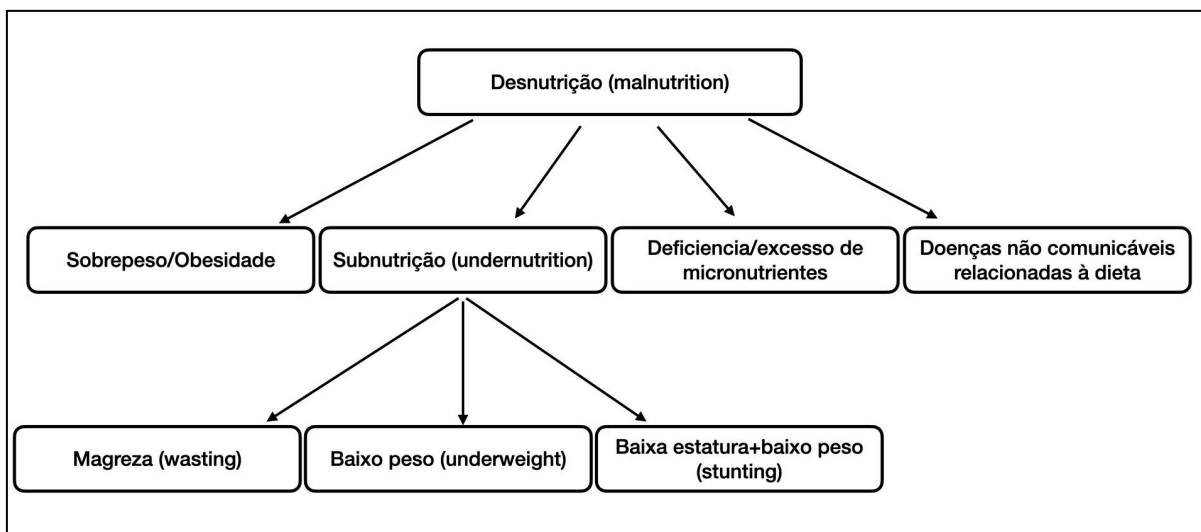 Desnutrição (malnutrition)
Sobrepeso/Obesidade
Subnutrição (undernutrition)
Deficiencia/excesso de
micronutrientes
Doenças não comunicáveis
relacionadas à dieta
Magreza (wasting)
Baixo peso (underweight)
Baixa estatura+baixo peso
(stunting)